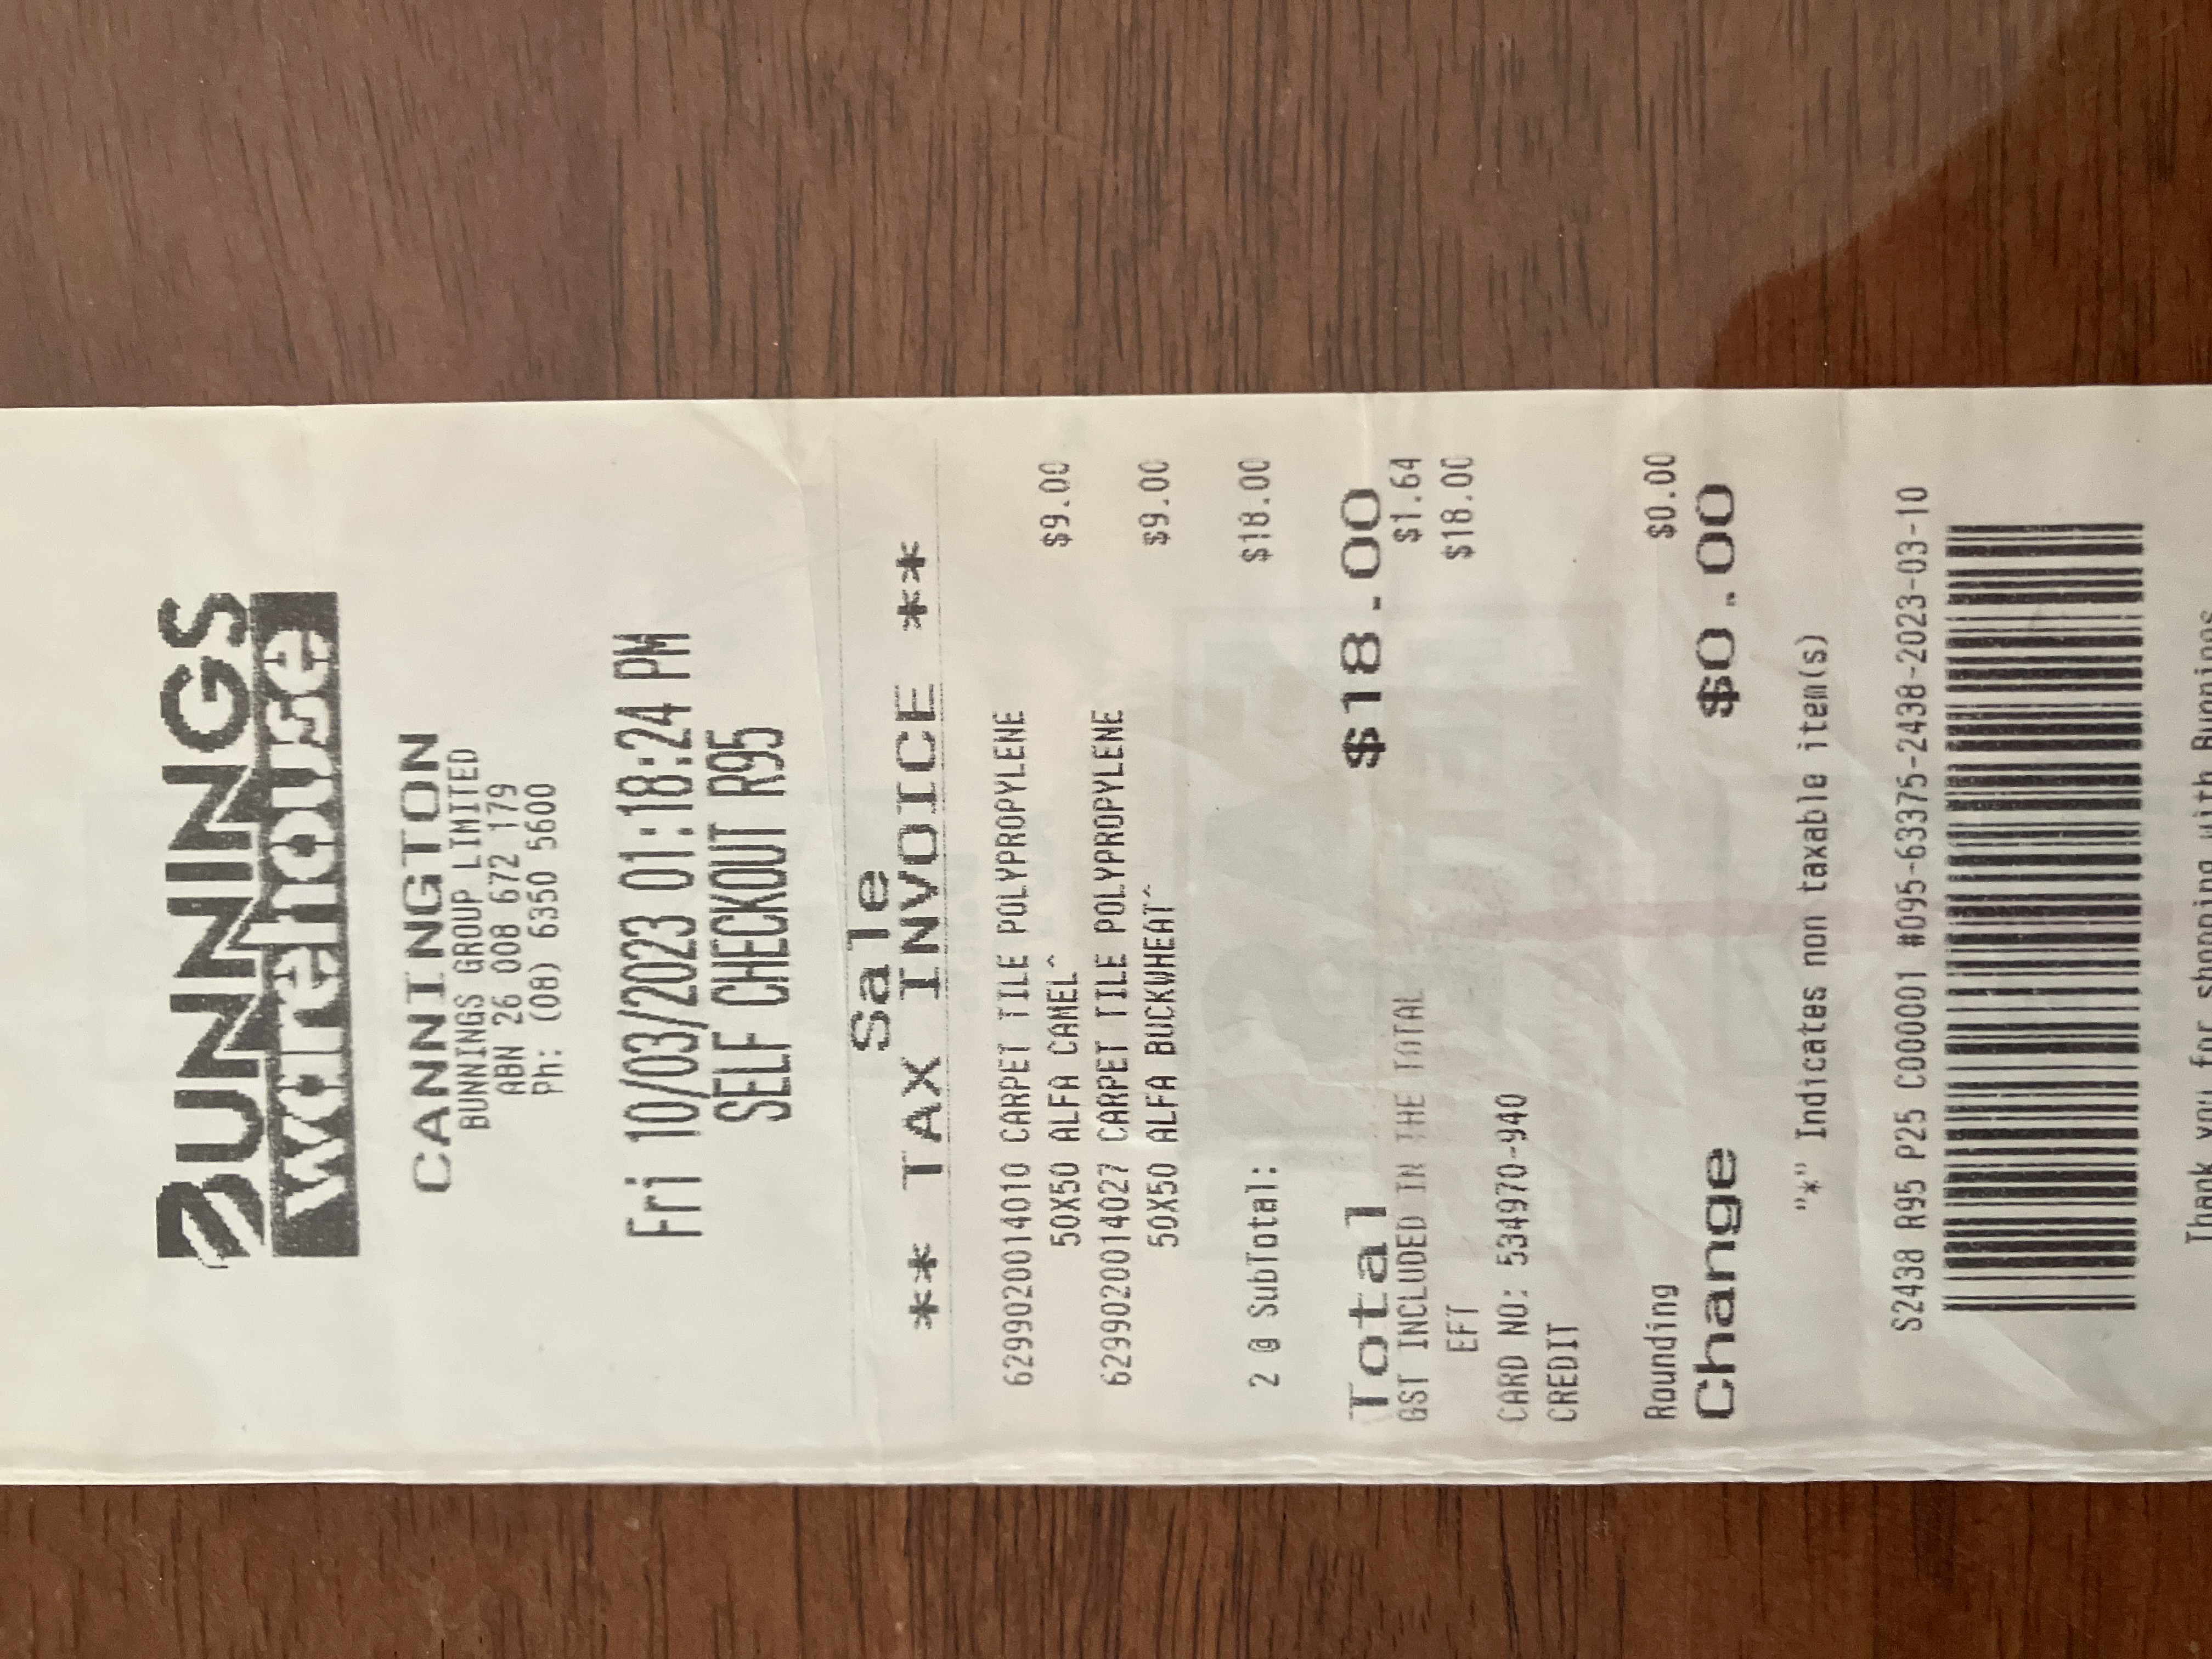 BUNNINGS
warehouse
CANNINGTON
BUNNINGS GROUP LIMITED
ABN 26 008 672 179
Ph: (08) 6350 5600
Fri 10/03/2023 01:18:24 PM
SELF CHECKOUT R95
Sale
** TAX INVOICE **
6299020014010 CARPET TILE POLYPROPYLENE
50X50 ALFA CAMEL^ $9.00
6299020014027 CARPET TILE POLYPROPYLENE
50X50 ALFA BUCKWHEAT^ $9.00
2 @ SubTotal: $18.00
Total $18.00
GST INCLUDED IN THE TOTAL $1.64
EFT $18.00
CARD NO: 534970-940
CREDIT
Rounding $0.00
Change $0.00
"*" Indicates non taxable item(s)
S2438 R95 P25 C000001 #095-63375-2438-2023-03-10
Thank you for shopping with Bunnings